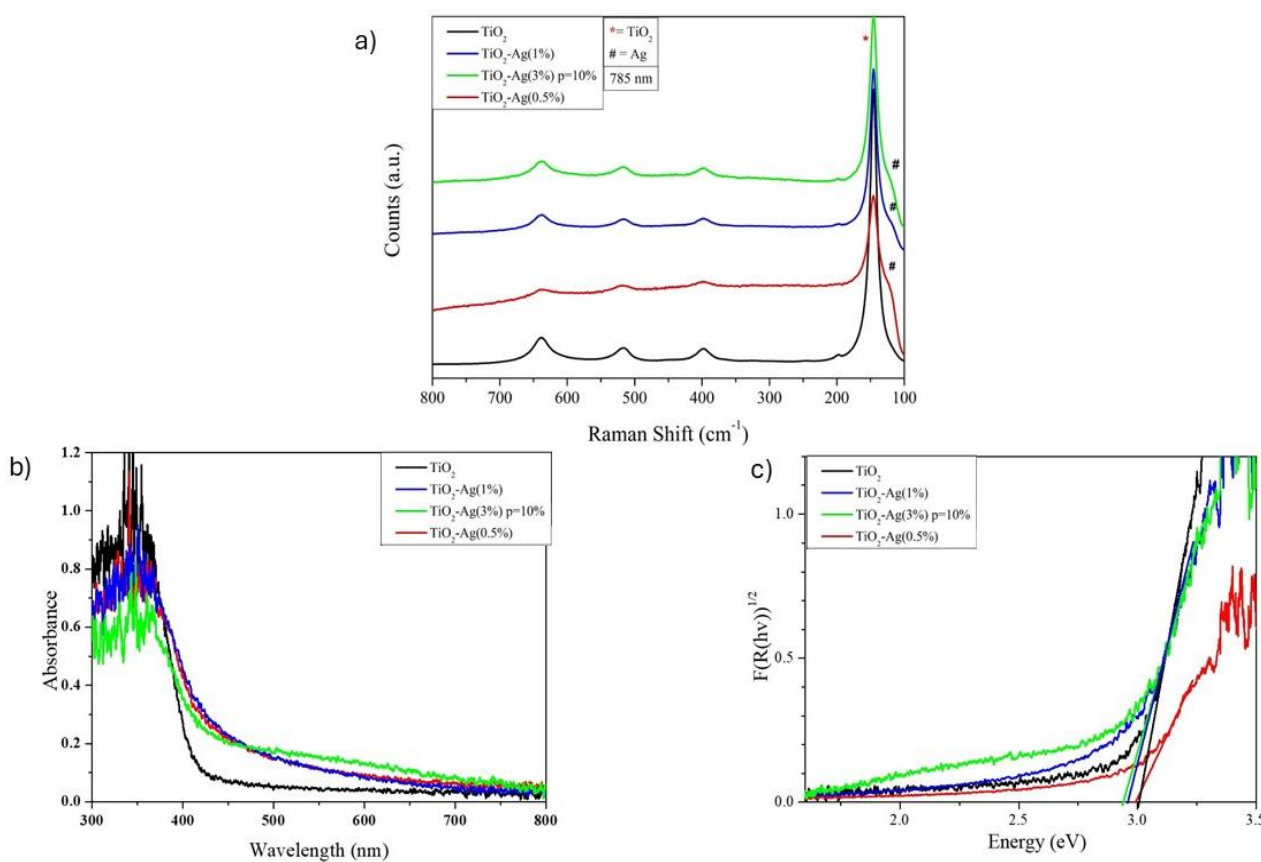 a)
TiO₂
TiO₂-Ag(1%)
TiO₂-Ag(3%) p=10%
TiO₂-Ag(0.5%)
*= TiO₂
# = Ag
785 nm
*
#
#
#
Counts (a.u.)
800 700 600 500 400 300 200 100
Raman Shift (cm⁻¹)
b)
TiO₂
TiO₂-Ag(1%)
TiO₂-Ag(3%) p=10%
TiO₂-Ag(0.5%)
1.2
1.0
0.8
0.6
0.4
0.2
0.0
Absorbance
300 400 500 600 700 800
Wavelength (nm)
c)
TiO₂
TiO₂-Ag(1%)
TiO₂-Ag(3%) p=10%
TiO₂-Ag(0.5%)
1.0
0.5
0.0
F(R(hν))¹/²
2.0 2.5 3.0 3.5
Energy (eV)